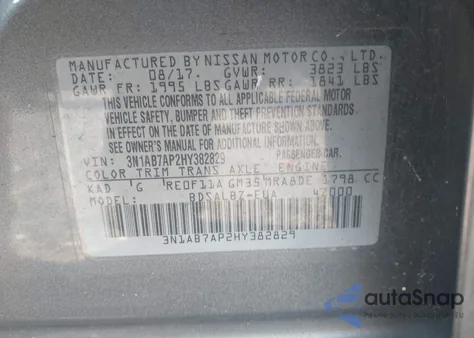 MANUFACTURED BY NISSAN MOTOR CO., LTD.
DATE: 08/17. GVWR: 3823 LBS
GAWR FR: 1995 LBS GAWR RR: 1841 LBS
THIS VEHICLE CONFORMS TO ALL APPLICABLE FEDERAL MOTOR
VEHICLE SAFETY, BUMPER AND THEFT PREVENTION STANDARDS
IN EFFECT ON THE DATE OF MANUFACTURE SHOWN ABOVE.
SEE OWNER'S MANUAL FOR ADDITIONAL INFORMATION.
VIN: 3N1AB7AP2HY382829 PASSENGER CAR.
COLOR TRIM TRANS AXLE ENGINE
KAD G RE0F11A GM35 MRA8DE 1798 CC
MODEL: BDSALBZ-EUA 47000
3N1AB7AP2HY382829
autoSnap